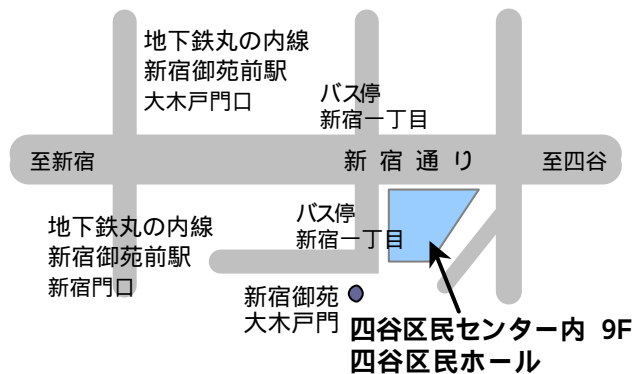 地下鉄丸の内線
新宿御苑前駅
大木戸門口
バス停
新宿一丁目
至新宿
新宿通り
至四谷
地下鉄丸の内線
新宿御苑前駅
新宿門口
バス停
新宿一丁目
新宿御苑
大木戸門
四谷区民センター内 9F
四谷区民ホール